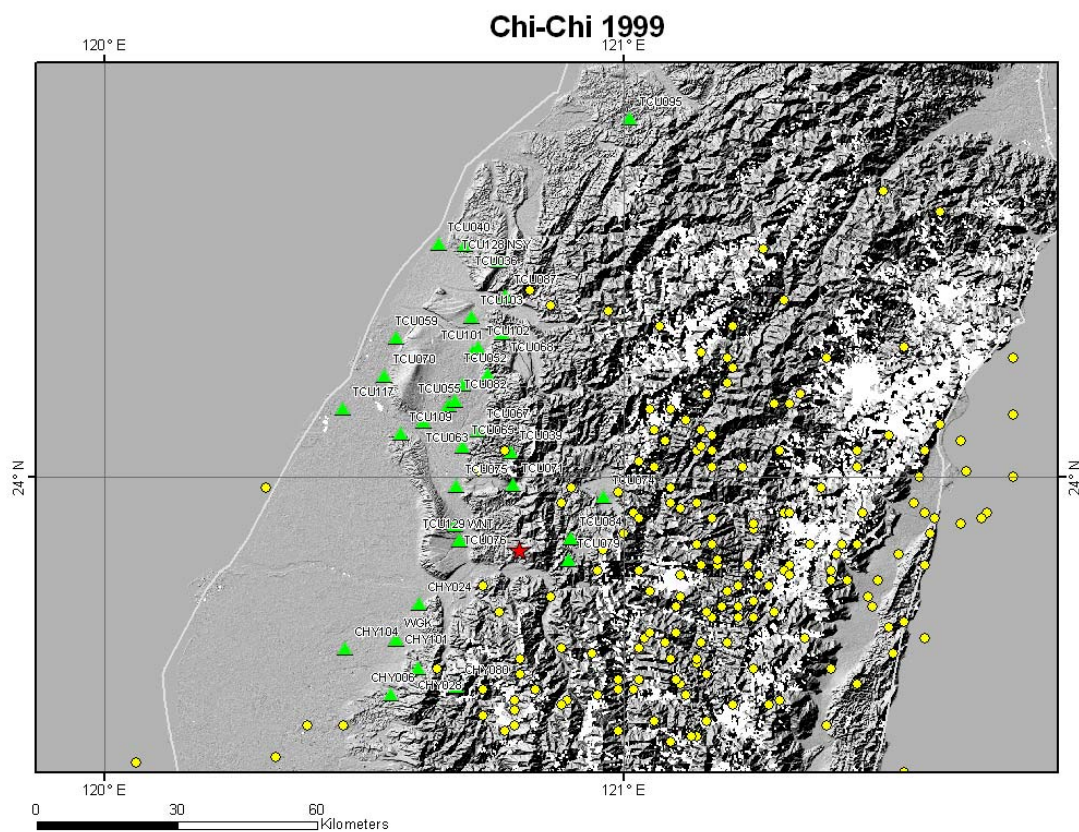 Chi-Chi 1999
120° E
121° E
TCU095
TCU040
TCU128 NSY
TCU036
TCU087
TCU103
TCU059
TCU101
TCU102
TCU068
TCU070
TCU052
TCU055
TCU082
TCU117
TCU109
TCU067
TCU063
TCU065
TCU039
24° N
TCU075
TCU071
TCU074
24° N
TCU084
TCU129 WNT
TCU076
TCU079
CHY024
WGK
CHY104
CHY101
CHY006
CHY028
CHY080
120° E
121° E
0
30
60
Kilometers